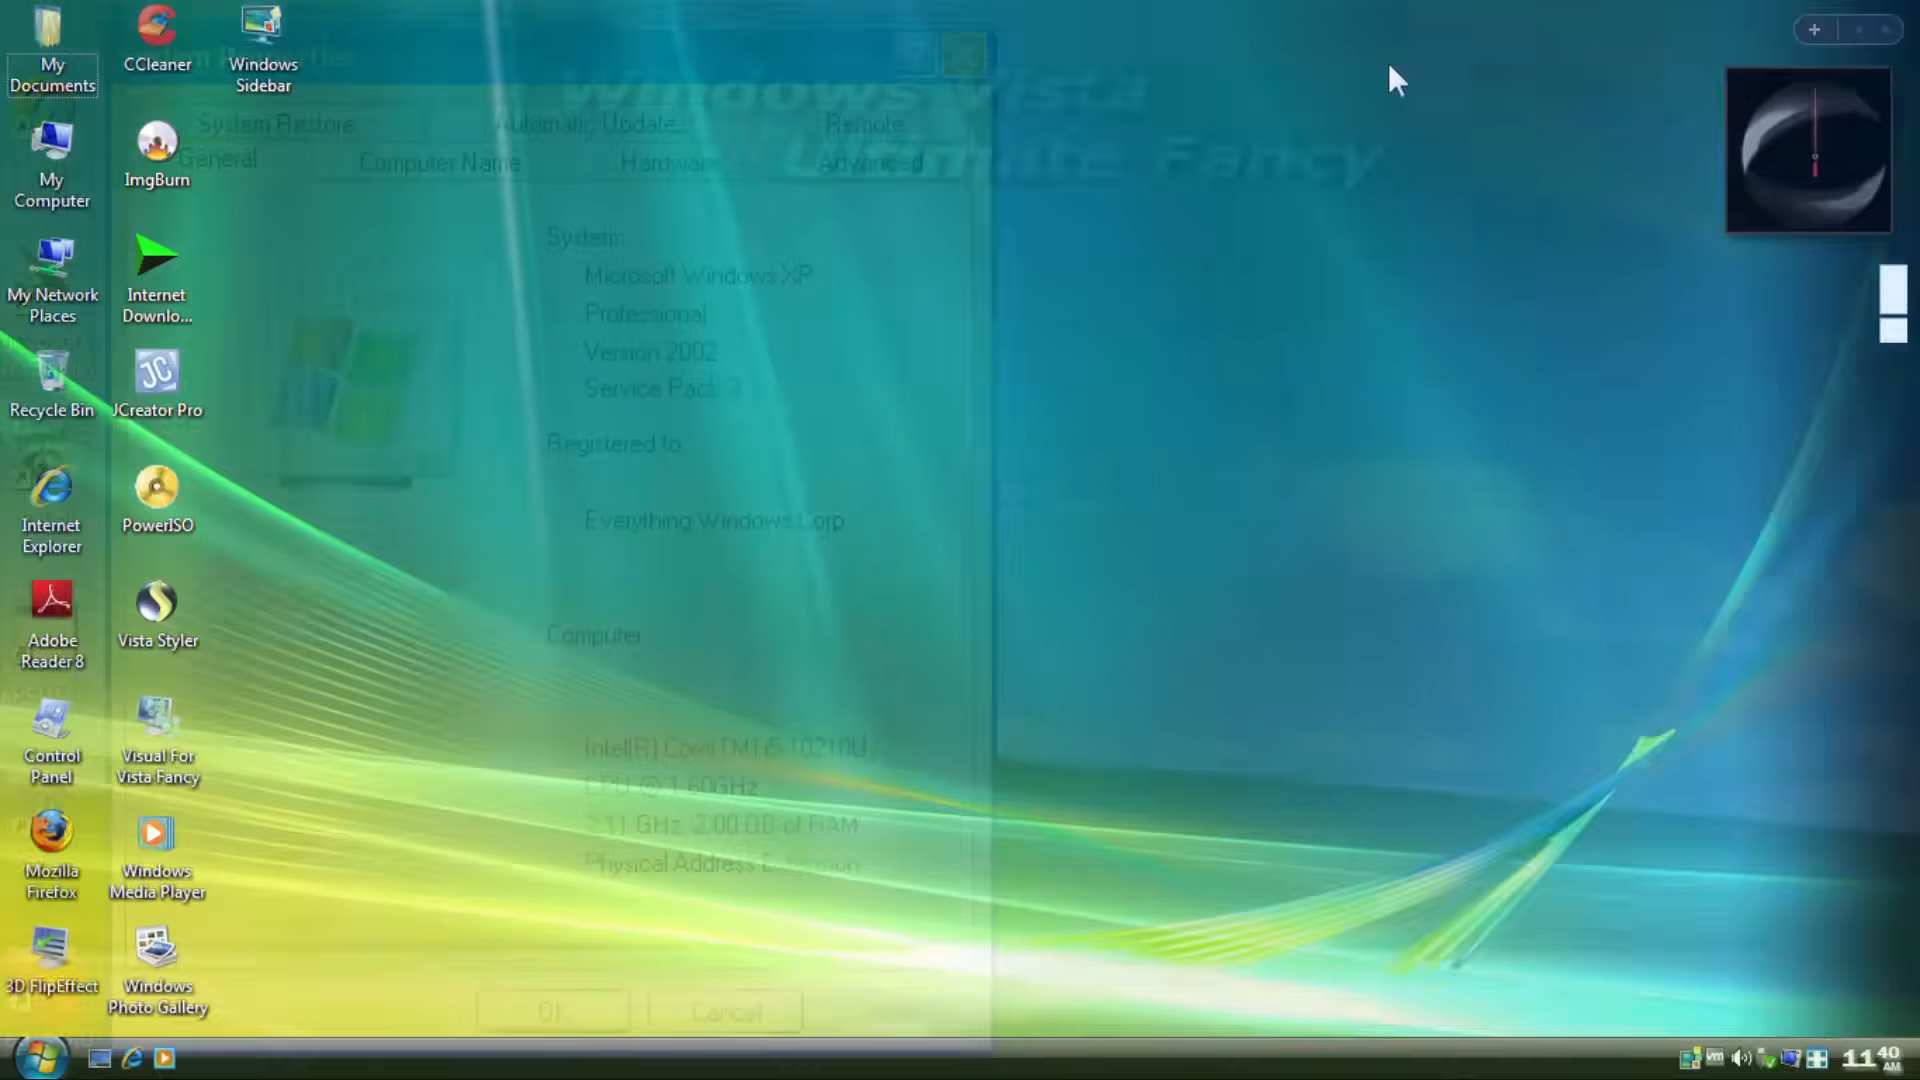 My
Documents
CCleaner
Windows
Sidebar
Windows Vista
Ultimate Fancy
System Restore
Automatic Updates
Remote
General
Computer Name
Hardware
Advanced
My
Computer
ImgBurn
System:
Microsoft Windows XP
Professional
Version 2002
Service Pack
Registered to
Everything Windows Corp
Computer
Intel(R) Core(TM) i5-10210U
CPU @ 1.60GHz
2.11 GHz, 2.00 GB of RAM
Physical Address Extension
OK
Cancel
My Network
Places
Internet
Downlo...
Recycle Bin
JCreator Pro
JC
Internet
Explorer
PowerISO
Adobe
Reader 8
Vista Styler
Control
Panel
Visual For
Vista Fancy
Mozilla
Firefox
Windows
Media Player
3D FlipEffect
Windows
Photo Gallery
vm
11 40
AM